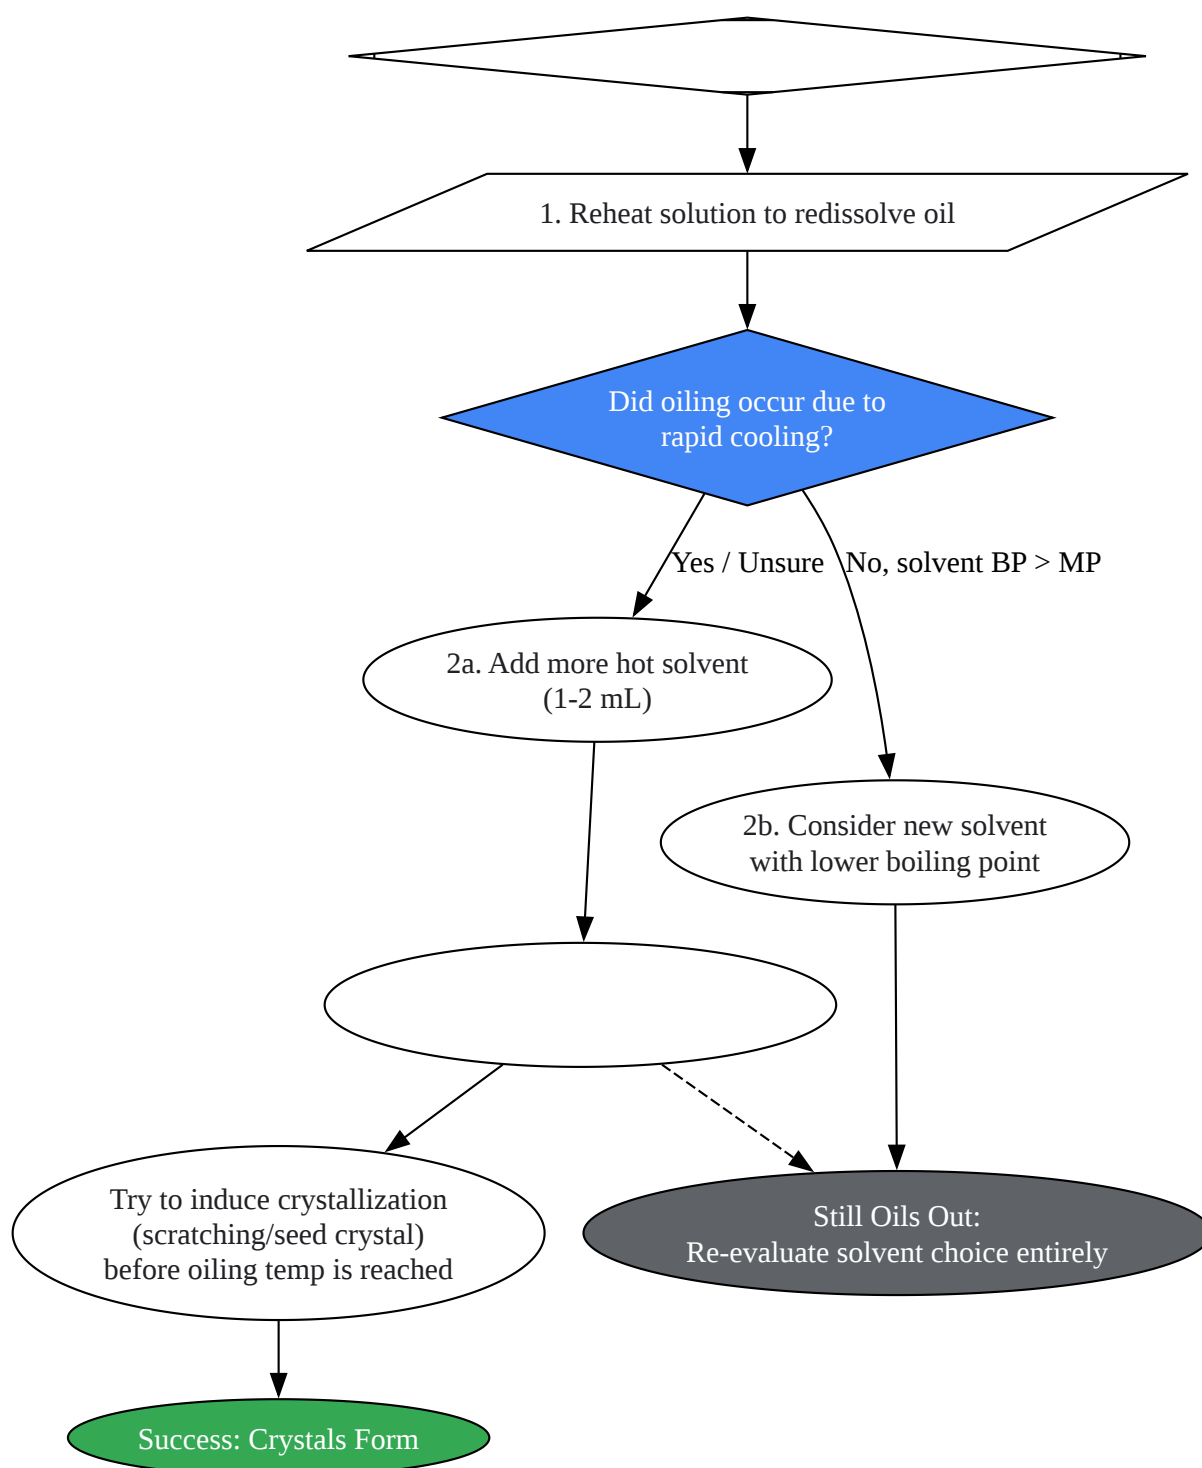 1. Reheat solution to redissolve oil
Did oiling occur due to
rapid cooling?
Yes / Unsure
No, solvent BP > MP
2a. Add more hot solvent
(1-2 mL)
2b. Consider new solvent
with lower boiling point
Try to induce crystallization
(scratching/seed crystal)
before oiling temp is reached
Still Oils Out:
Re-evaluate solvent choice entirely
Success: Crystals Form